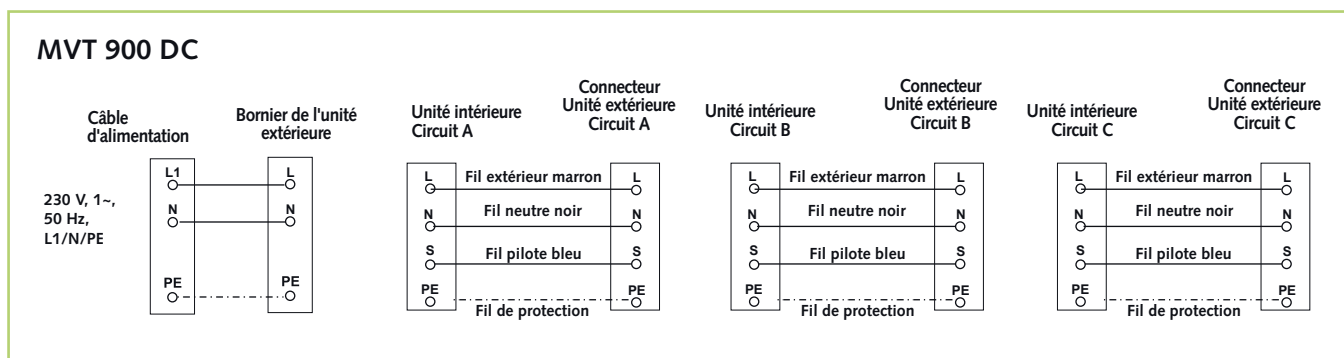 MVT 900 DC
Câble
d'alimentation
Bornier de l'unité
extérieure
230 V, 1~,
50 Hz,
L1/N/PE
L1
L
N
N
PE
PE
Unité intérieure
Circuit A
Connecteur
Unité extérieure
Circuit A
L Fil extérieur marron L
N Fil neutre noir N
S Fil pilote bleu S
PE PE
Fil de protection
Unité intérieure
Circuit B
Connecteur
Unité extérieure
Circuit B
L Fil extérieur marron L
N Fil neutre noir N
S Fil pilote bleu S
PE PE
Fil de protection
Unité intérieure
Circuit C
Connecteur
Unité extérieure
Circuit C
L Fil extérieur marron L
N Fil neutre noir N
S Fil pilote bleu S
PE PE
Fil de protection